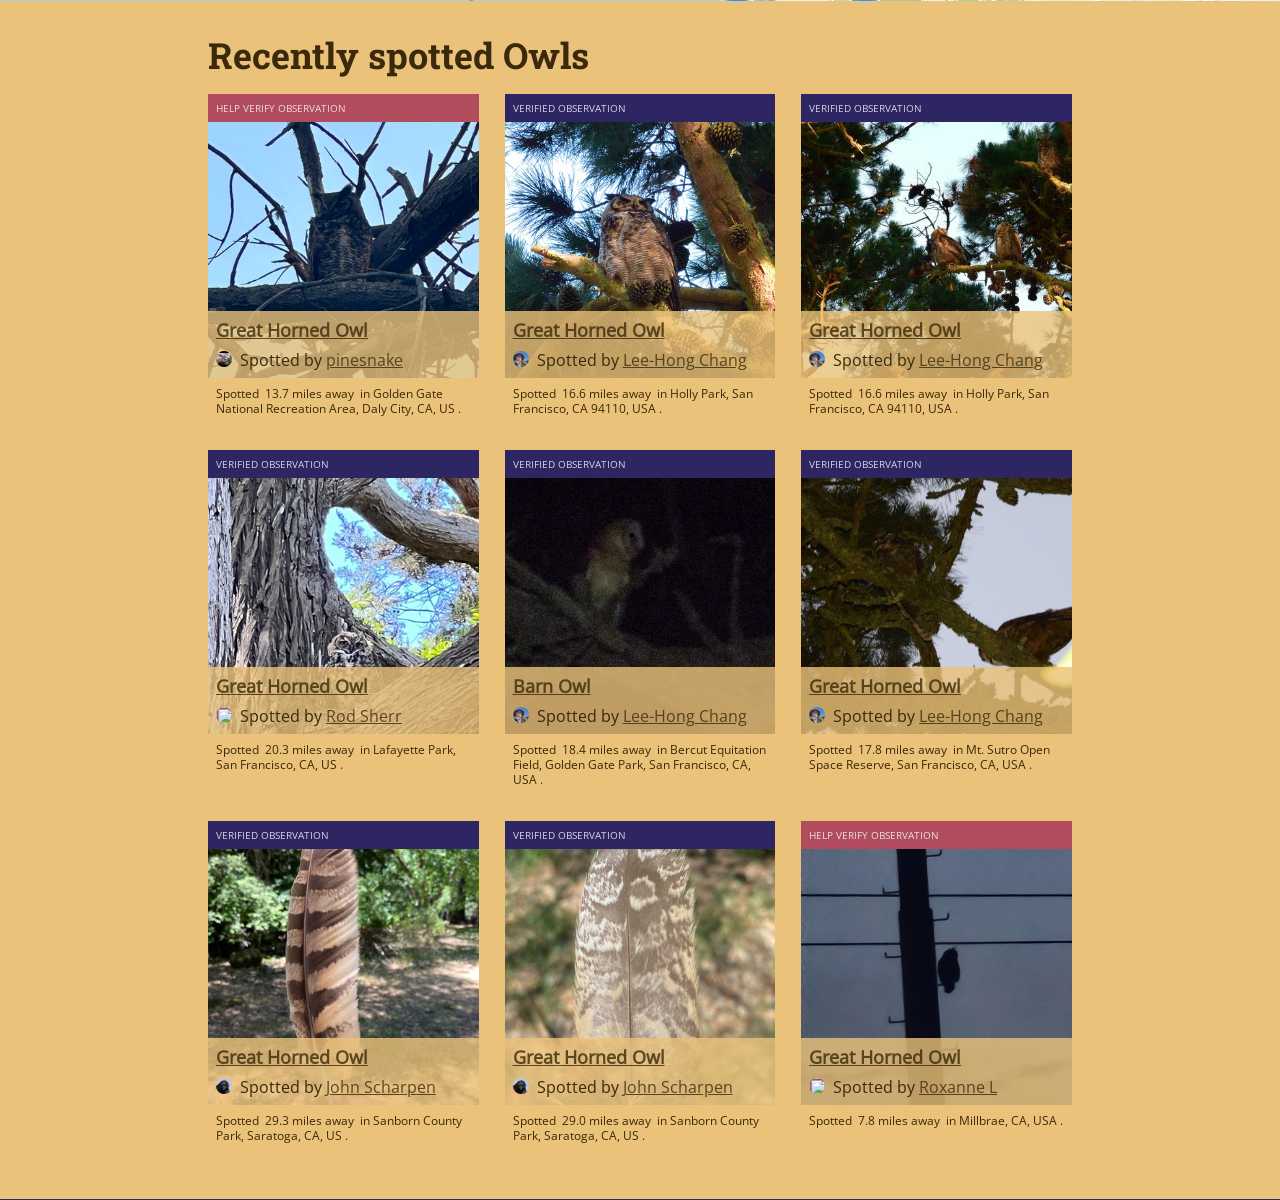 Recently spotted Owls
HELP VERIFY OBSERVATION
Great Horned Owl
Spotted by pinesnake
Spotted 13.7 miles away in Golden Gate
National Recreation Area, Daly City, CA, US .
VERIFIED OBSERVATION
Great Horned Owl
Spotted by Lee-Hong Chang
Spotted 16.6 miles away in Holly Park, San
Francisco, CA 94110, USA .
VERIFIED OBSERVATION
Great Horned Owl
Spotted by Lee-Hong Chang
Spotted 16.6 miles away in Holly Park, San
Francisco, CA 94110, USA .
VERIFIED OBSERVATION
Great Horned Owl
Spotted by Rod Sherr
Spotted 20.3 miles away in Lafayette Park,
San Francisco, CA, US .
VERIFIED OBSERVATION
Barn Owl
Spotted by Lee-Hong Chang
Spotted 18.4 miles away in Bercut Equitation
Field, Golden Gate Park, San Francisco, CA,
USA .
VERIFIED OBSERVATION
Great Horned Owl
Spotted by Lee-Hong Chang
Spotted 17.8 miles away in Mt. Sutro Open
Space Reserve, San Francisco, CA, USA .
VERIFIED OBSERVATION
Great Horned Owl
Spotted by John Scharpen
Spotted 29.3 miles away in Sanborn County
Park, Saratoga, CA, US .
VERIFIED OBSERVATION
Great Horned Owl
Spotted by John Scharpen
Spotted 29.0 miles away in Sanborn County
Park, Saratoga, CA, US .
HELP VERIFY OBSERVATION
Great Horned Owl
Spotted by Roxanne L
Spotted 7.8 miles away in Millbrae, CA, USA .